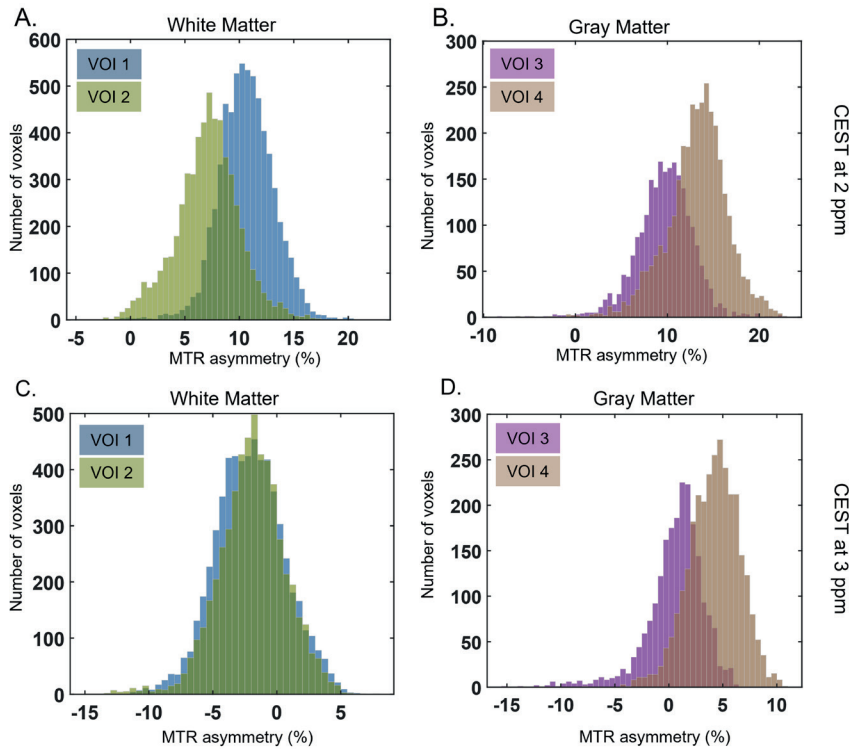 A.
White Matter
600
500
400
300
200
100
0
Number of voxels
VOI 1
VOI 2
-5 0 5 10 15 20
MTR asymmetry (%)
B.
Gray Matter
300
250
200
150
100
50
0
Number of voxels
VOI 3
VOI 4
-10 0 10 20
MTR asymmetry (%)
CEST at 2 ppm
C.
White Matter
500
400
300
200
100
0
Number of voxels
VOI 1
VOI 2
-15 -10 -5 0 5
MTR asymmetry (%)
D.
Gray Matter
300
250
200
150
100
50
0
Number of voxels
VOI 3
VOI 4
-15 -10 -5 0 5 10
MTR asymmetry (%)
CEST at 3 ppm